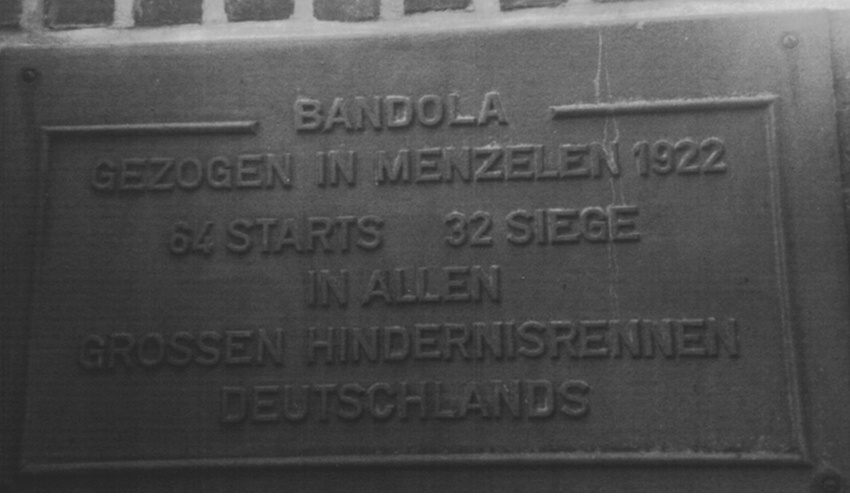 BANDOLA
GEZOGEN IN MENZELEN 1922
64 STARTS 32 SIEGE
IN ALLEN
GROSSEN HINDERNISRENNEN
DEUTSCHLANDS